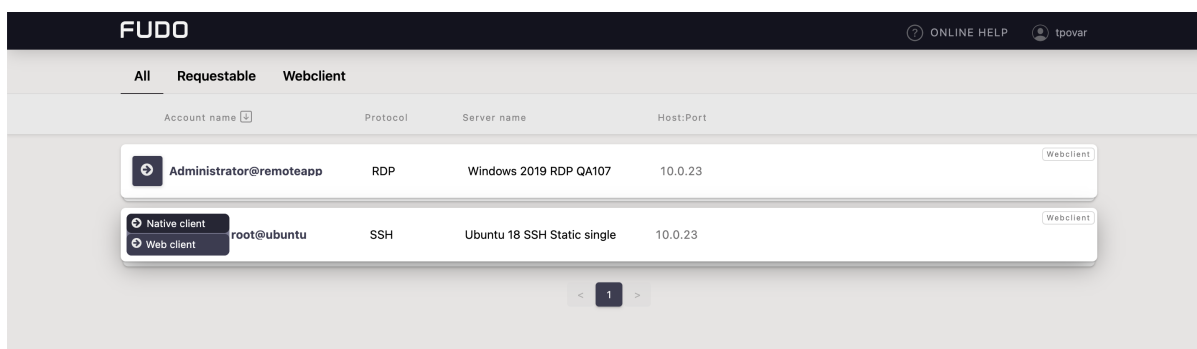 FUDO
? ONLINE HELP tpovar
All Requestable Webclient
Account name Protocol Server name Host:Port
Webclient
Administrator@remoteapp RDP Windows 2019 RDP QA107 10.0.23
Webclient
Native client
root@ubuntu SSH Ubuntu 18 SSH Static single 10.0.23
Web client
< 1 >